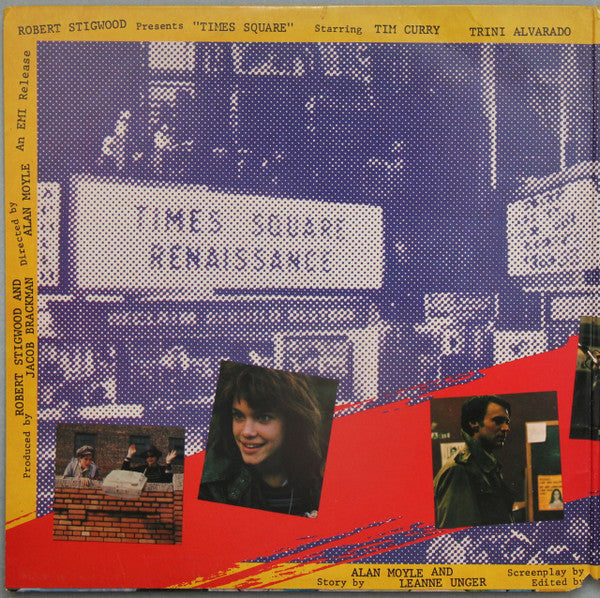 ROBERT STIGWOOD Presents "TIMES SQUARE" Starring TIM CURRY TRINI ALVARADO
An EMI Release
Directed by ALAN MOYLE
Produced by ROBERT STIGWOOD AND
JACOB BRACKMAN
TIMES SQUARE
RENAISSANCE
Story by ALAN MOYLE AND
LEANNE UNGER
Screenplay by
Edited by